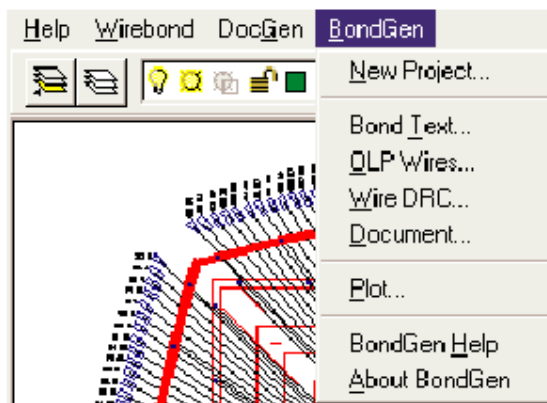 Help Wirebond DocGen BondGen
New Project...
Bond Text...
OLP Wires...
Wire DRC...
Document...
Plot...
BondGen Help
About BondGen